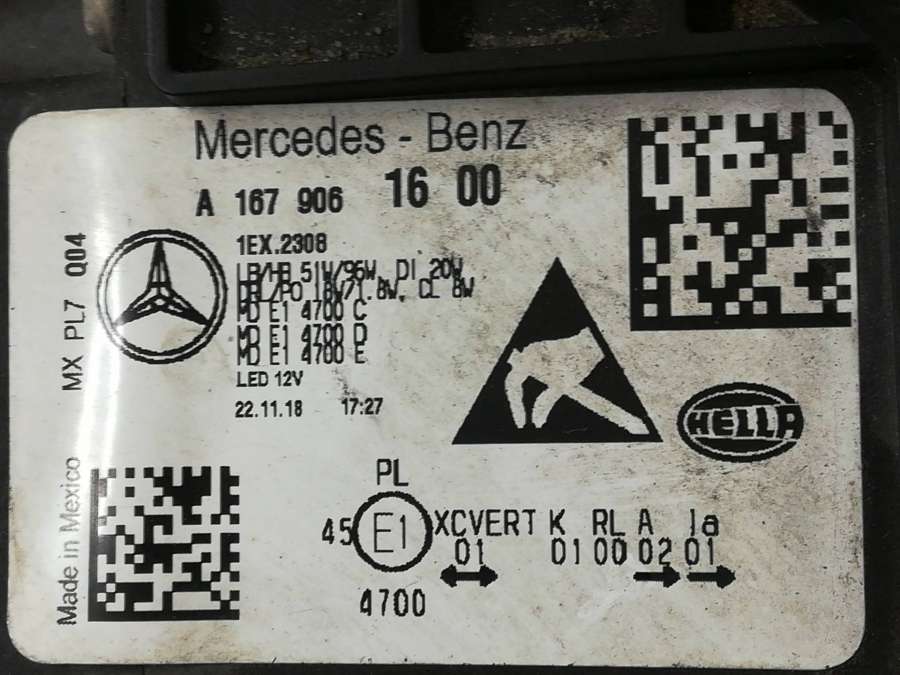 Mercedes - Benz
A 167 906 16 00
1EX.2308
LB/HB 51W/96W, DI 20W
DRL/PO 18W/1.8W, CL 8W
MD E1 4700 C
MD E1 4700 D
MD E1 4700 E
LED 12V
22.11.18 17:27
MX PL7 Q04
Made in Mexico
HELLA
PL
45 E1 XCVERT K RL A 1a
01 01 00 02 01
4700